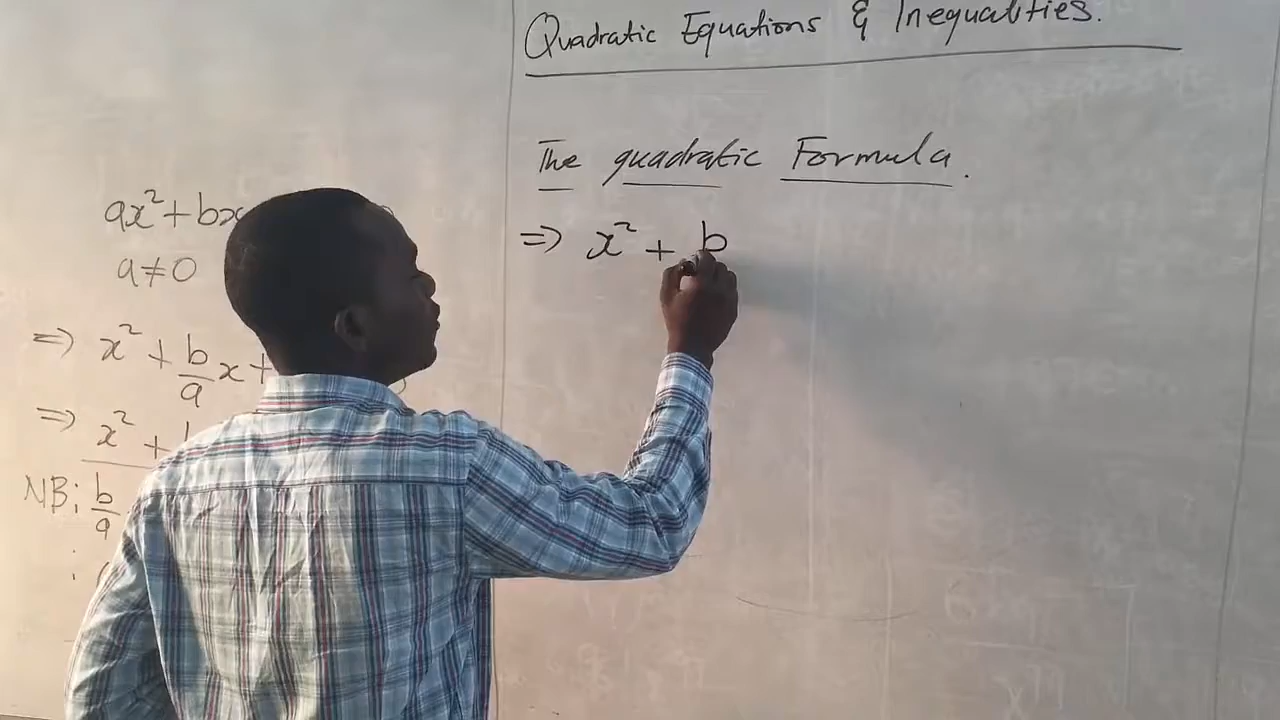 Quadratic Equations & Inequalities.
The quadratic Formula.
⇒ x² + b
ax² + bx
a ≠ 0
⇒ x² + b/a x +
⇒ x² +
NB; b/a